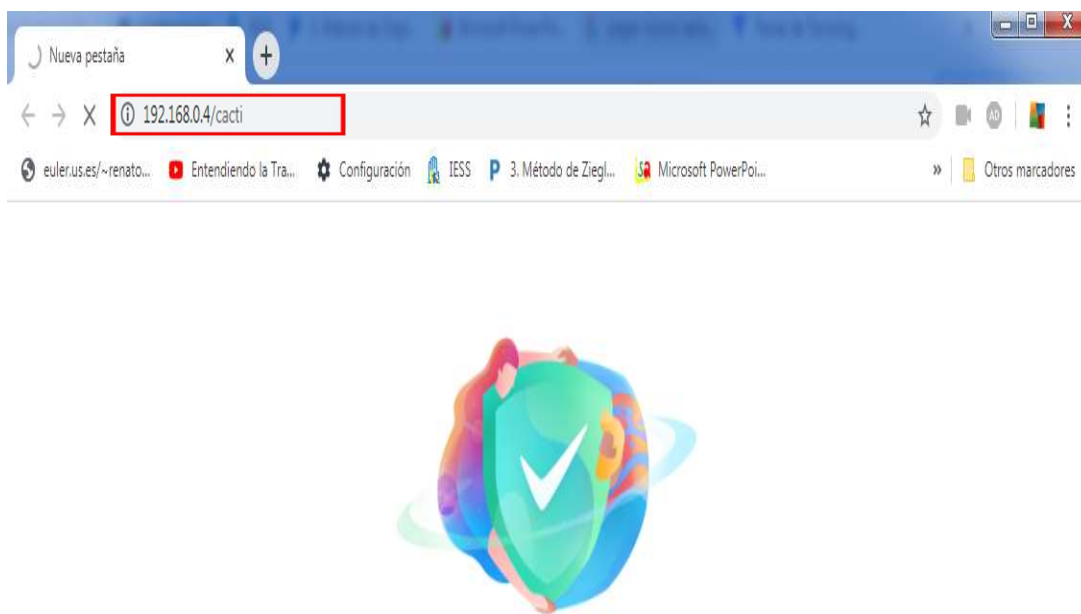 Nueva pestaña
192.168.0.4/cacti
euler.us.es/~renato... Entendiendo la Tra... Configuración IESS 3. Método de Ziegl... Microsoft PowerPoi... » Otros marcadores